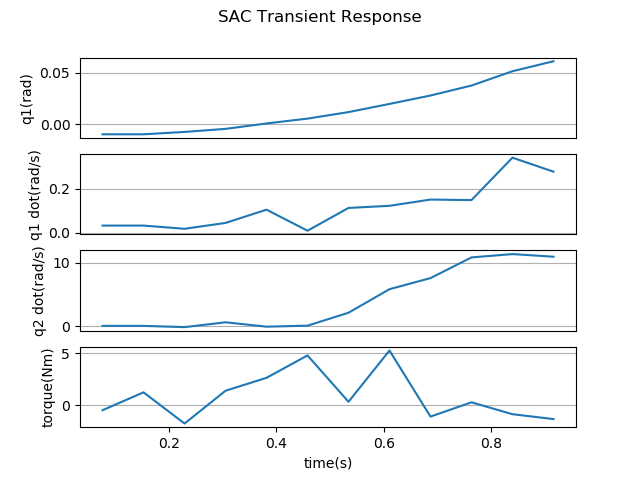 SAC Transient Response
0.05
0.00
q1(rad)
0.2
0.0
q1 dot(rad/s)
10
0
q2 dot(rad/s)
5
0
torque(Nm)
0.2 0.4 0.6 0.8
time(s)